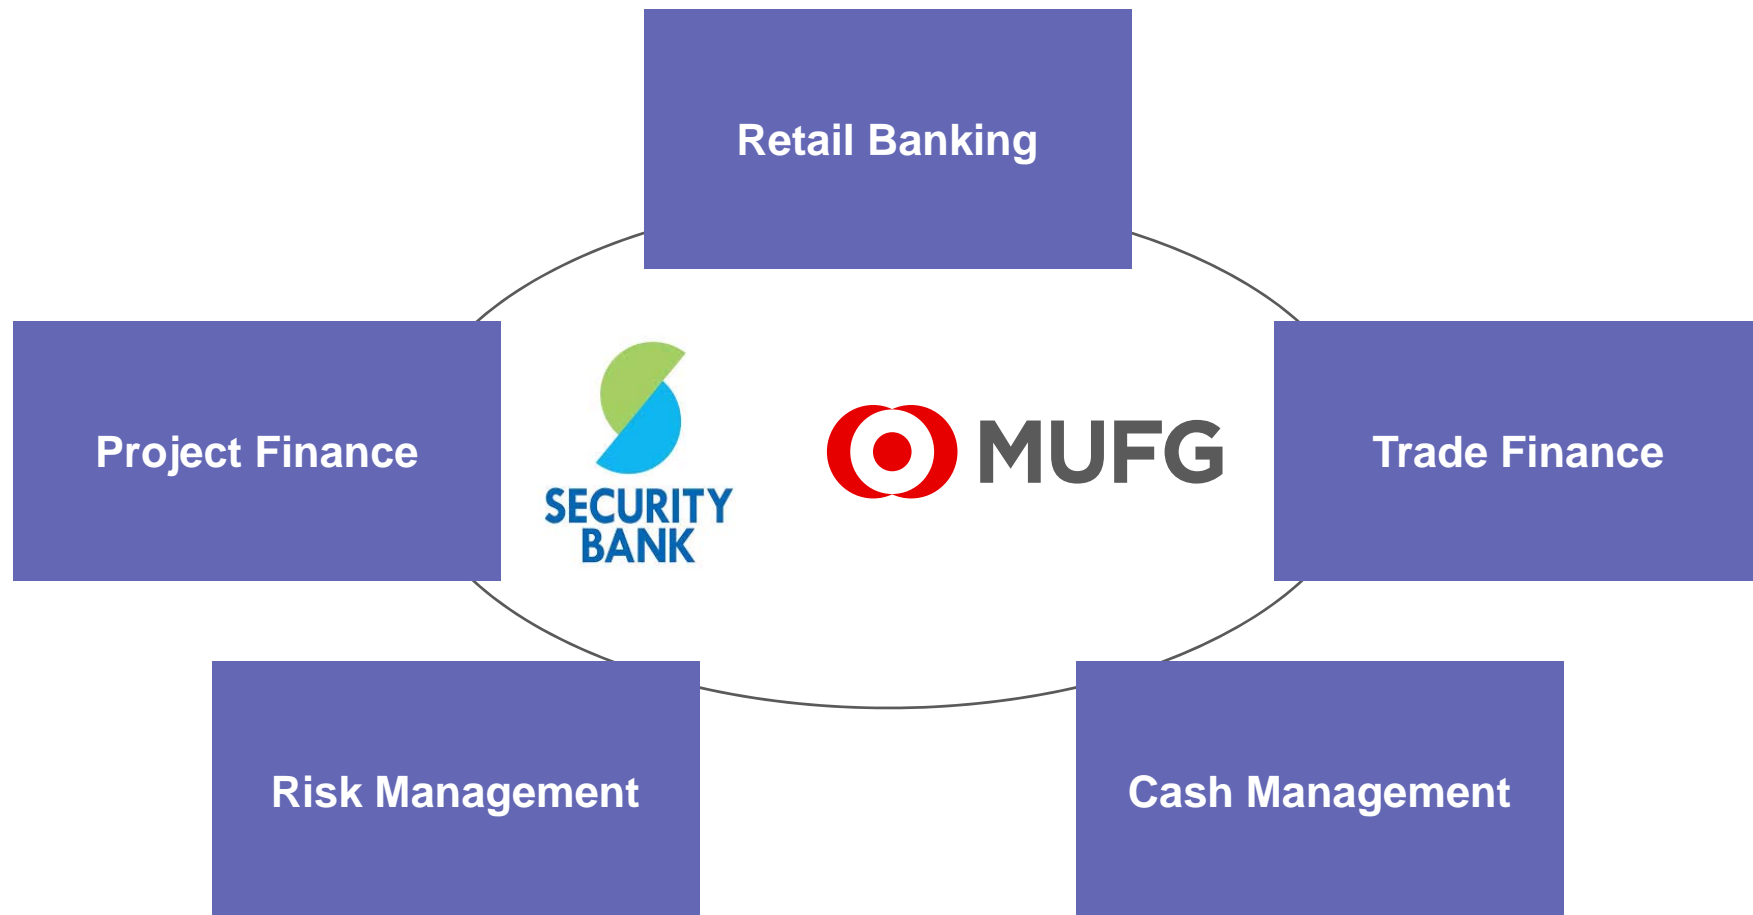 Retail Banking
Project Finance
SECURITY
BANK
MUFG
Trade Finance
Risk Management
Cash Management